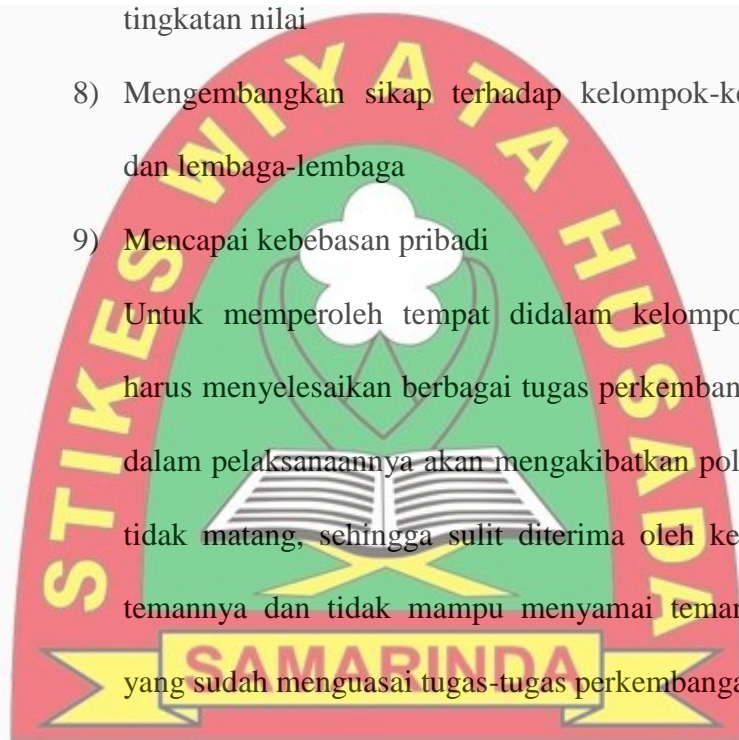 tingkatan nilai
8) Mengembangkan sikap terhadap kelompok-ke
dan lembaga-lembaga
9) Mencapai kebebasan pribadi
Untuk memperoleh tempat didalam kelompo
harus menyelesaikan berbagai tugas perkemban
dalam pelaksanaannya akan mengakibatkan pol
tidak matang, sehingga sulit diterima oleh ke
temannya dan tidak mampu menyamai teman
yang sudah menguasai tugas-tugas perkembanga
STIKES WIYATA HUSADA
SAMARINDA